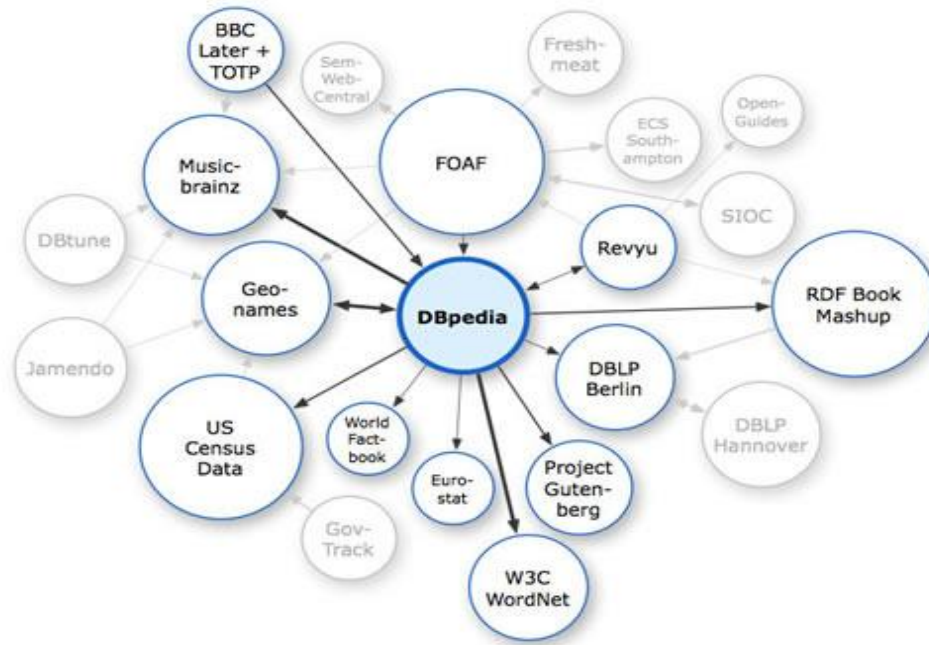 BBC
Later +
TOTP
Fresh-
meat
Sem-
Web-
Central
Open-
Guides
ECS
South-
ampton
Music-
brainz
FOAF
SIOC
DBtune
Revyu
Geo-
names
DBpedia
RDF Book
Mashup
Jamendo
DBLP
Berlin
US
Census
Data
World
Fact-
book
DBLP
Hannover
Euro-
stat
Project
Guten-
berg
Gov-
Track
W3C
WordNet